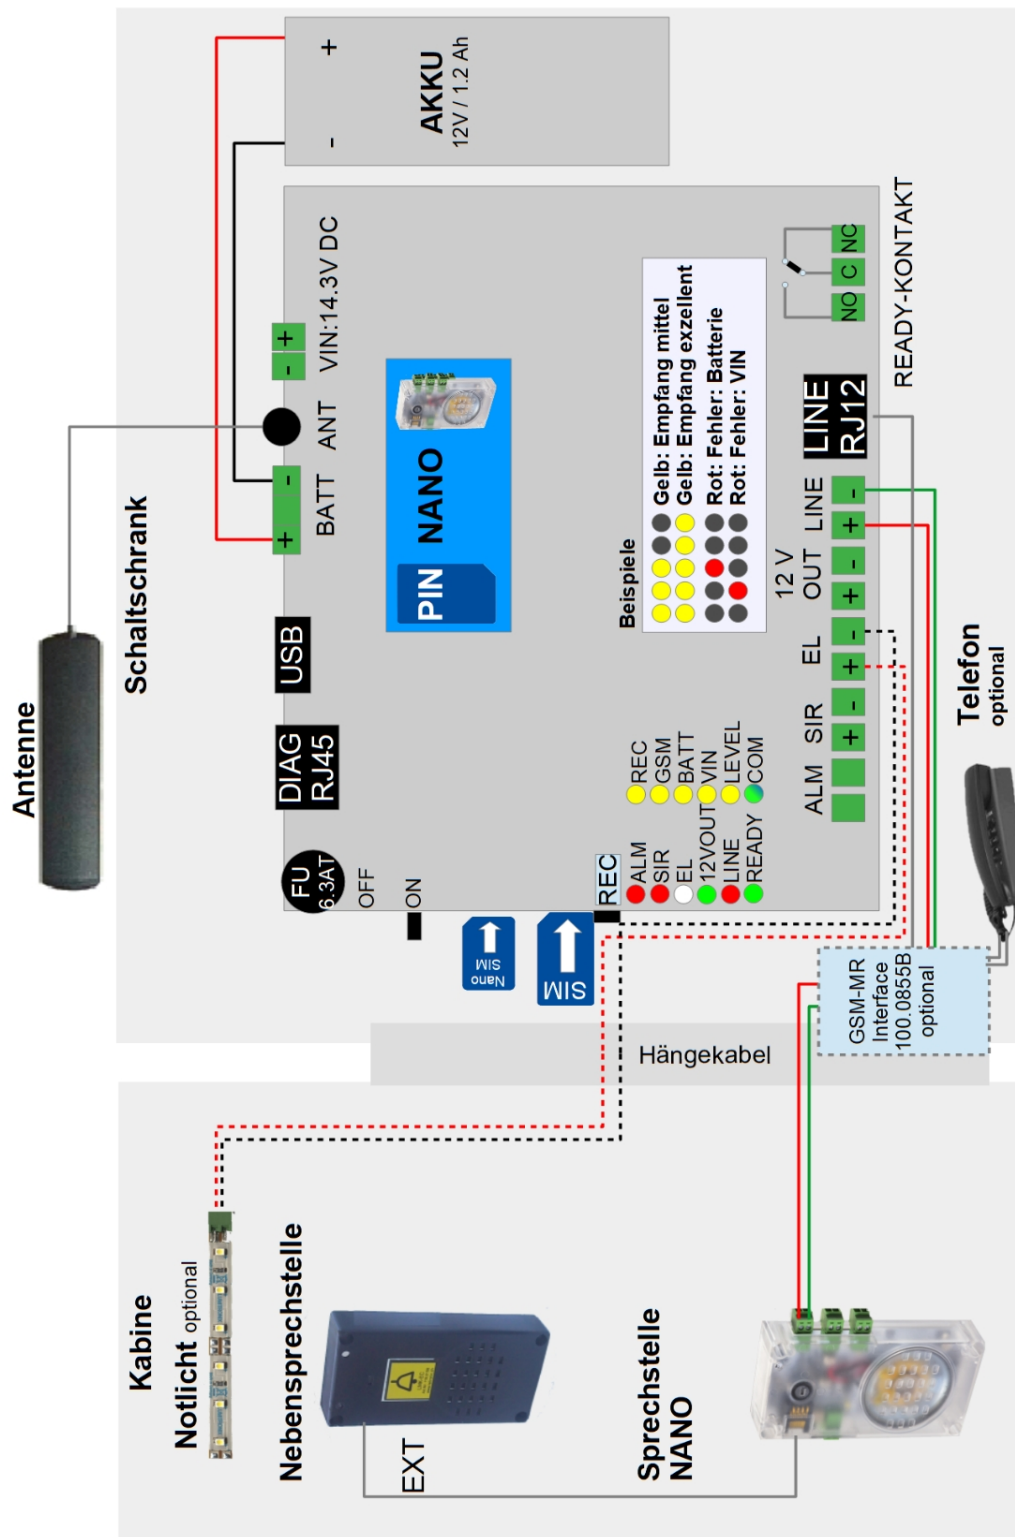 Antenne
Schaltschrank
AKKU
12V / 1.2 Ah
+
-
FU
6.3AT
DIAG
RJ45
USB
BATT
+
-
ANT
VIN:14.3V DC
-
+
OFF
ON
Nano
SIM
SIM
REC
PIN NANO
ALM
SIR
EL
12VOUT
LINE
READY
REC
GSM
BATT
VIN
LEVEL
COM
Beispiele
Gelb: Empfang mittel
Gelb: Empfang exzellent
Rot: Fehler: Batterie
Rot: Fehler: VIN
ALM
SIR
EL
12 V
OUT
LINE
+
-
+
-
+
-
+
-
LINE
RJ12
NO
C
NC
READY-KONTAKT
Telefon
optional
GSM-MR
Interface
100.0855B
optional
Hängekabel
Kabine
Notlicht optional
Nebensprechstelle
EXT
Sprechstelle
NANO